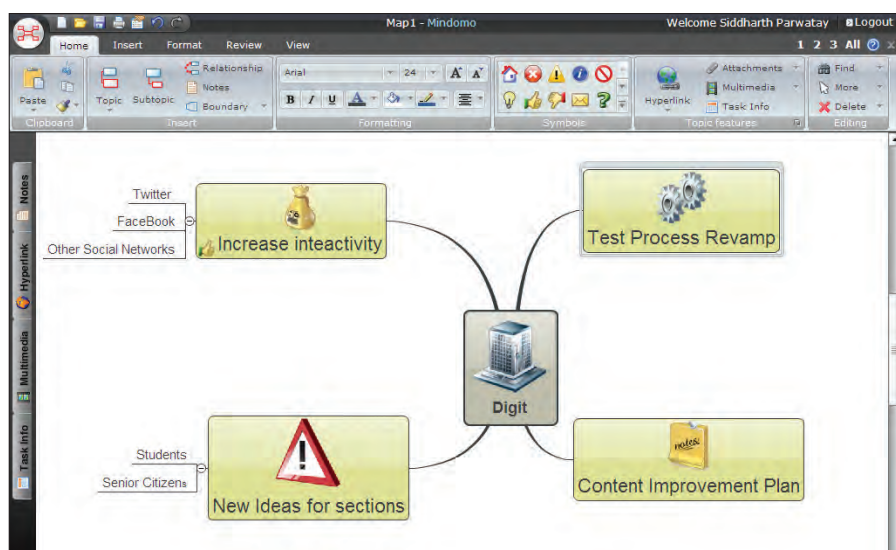 Map1 - Mindomo
Welcome Siddharth Parwatay
Logout
Home
Insert
Format
Review
View
1 2 3 All
Paste
Clipboard
Topic
Subtopic
Relationship
Notes
Boundary
Insert
Arial
24
A A
B I U A
Formatting
Symbols
Hyperlink
Attachments
Multimedia
Task Info
Topic features
Find
More
Delete
Editing
Notes
Hyperlink
Multimedia
Task Info
Twitter
FaceBook
Other Social Networks
Increase inteactivity
Test Process Revamp
Digit
Students
Senior Citizens
New Ideas for sections
notes
Content Improvement Plan